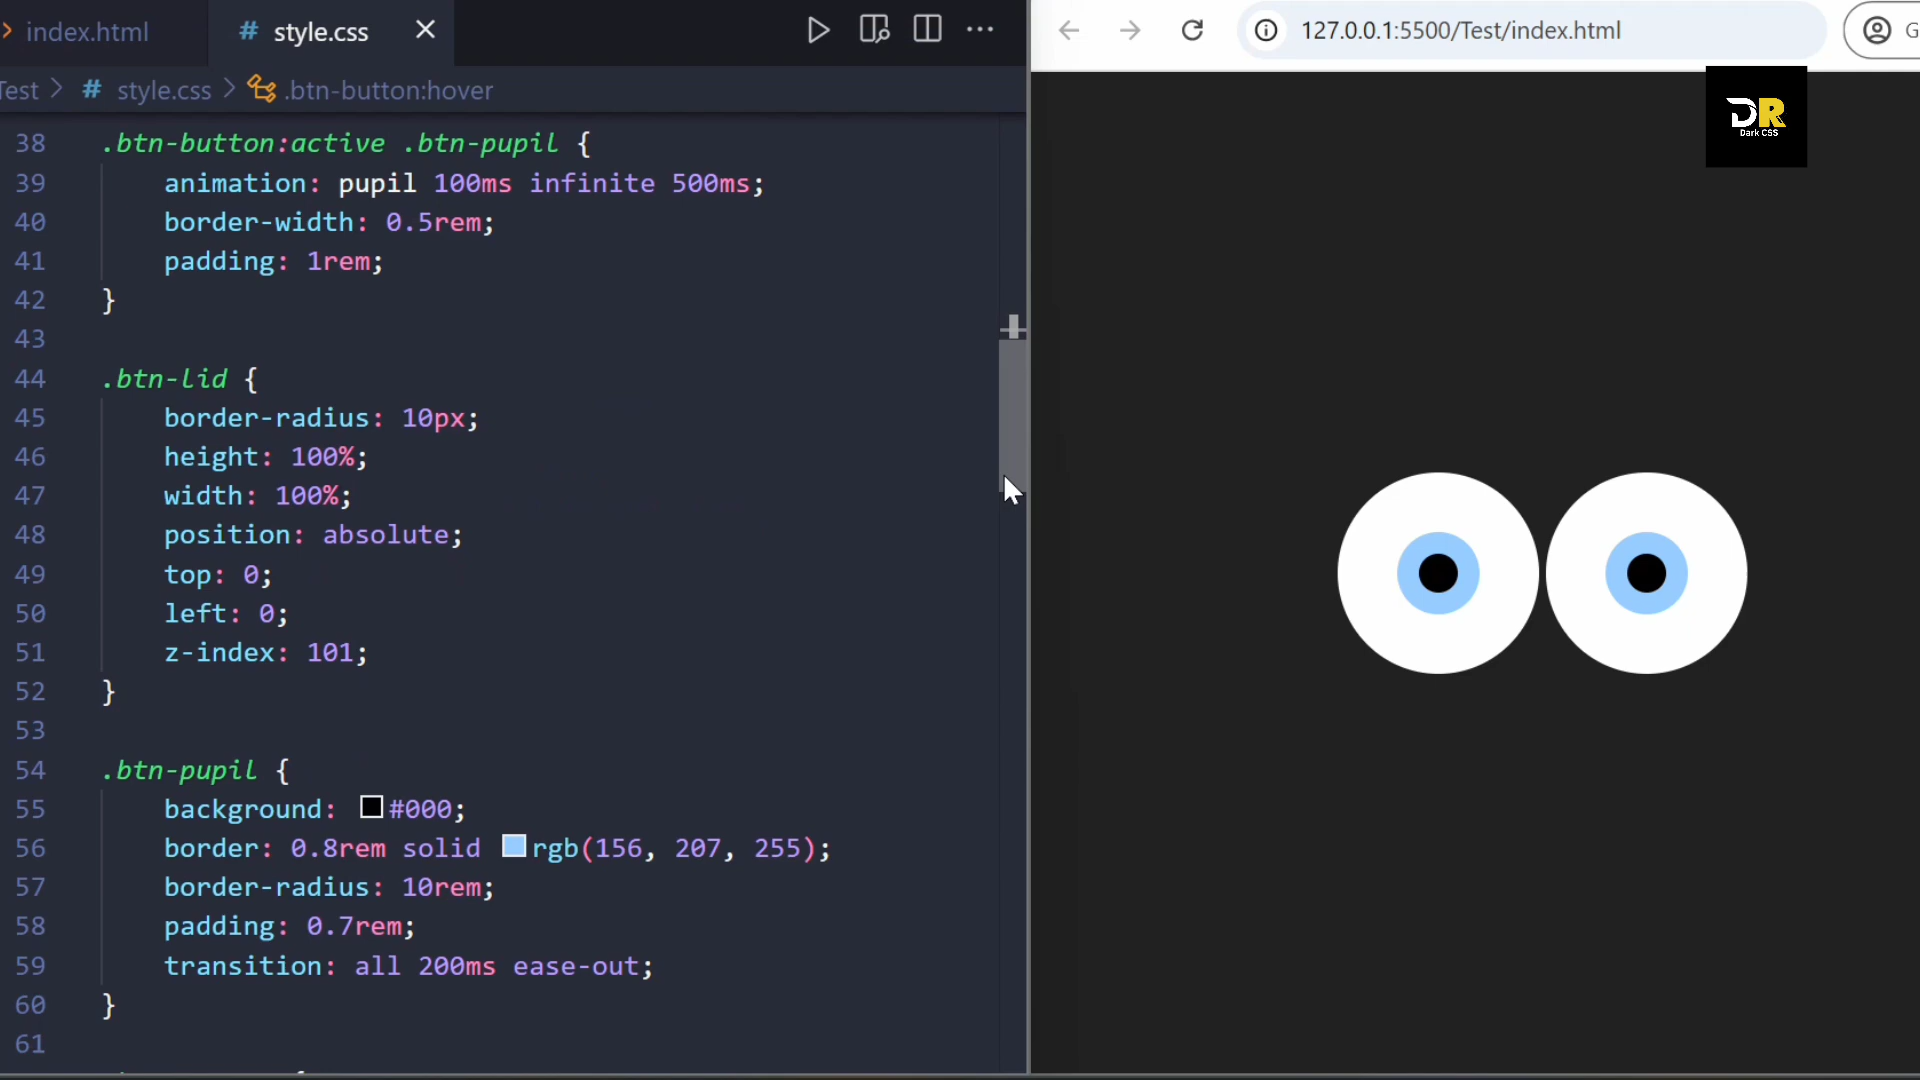 index.html
# style.css
Test > # style.css > .btn-button:hover
127.0.0.1:5500/Test/index.html
G
DR
Dark CSS
38 .btn-button:active .btn-pupil {
39 animation: pupil 100ms infinite 500ms;
40 border-width: 0.5rem;
41 padding: 1rem;
42 }
43
44 .btn-lid {
45 border-radius: 10px;
46 height: 100%;
47 width: 100%;
48 position: absolute;
49 top: 0;
50 left: 0;
51 z-index: 101;
52 }
53
54 .btn-pupil {
55 background: #000;
56 border: 0.8rem solid rgb(156, 207, 255);
57 border-radius: 10rem;
58 padding: 0.7rem;
59 transition: all 200ms ease-out;
60 }
61